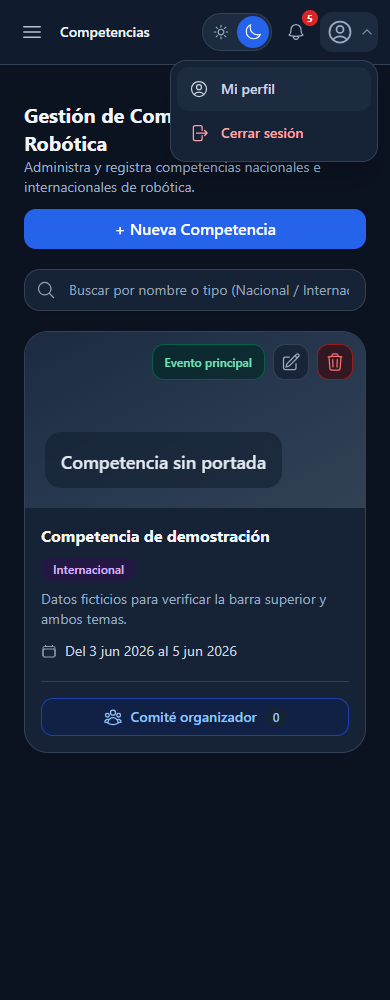 Competencias
5
Mi perfil
Cerrar sesión
Gestión de Com
Robótica
Administra y registra competencias nacionales e
internacionales de robótica.
+ Nueva Competencia
Buscar por nombre o tipo (Nacional / Internac
Evento principal
Competencia sin portada
Competencia de demostración
Internacional
Datos ficticios para verificar la barra superior y
ambos temas.
Del 3 jun 2026 al 5 jun 2026
Comité organizador 0